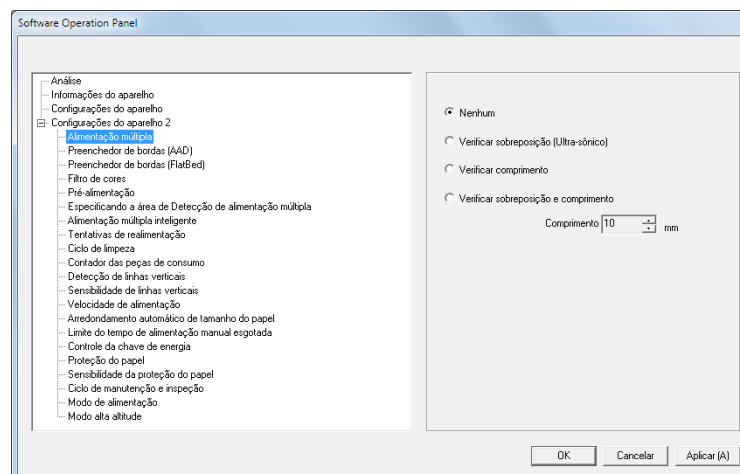 Software Operation Panel
Análise
Informações do aparelho
Configurações do aparelho
Configurações do aparelho 2
Alimentação múltipla
Preenchedor de bordas (AAD)
Preenchedor de bordas (FlatBed)
Filtro de cores
Pré-alimentação
Especificando a área de Detecção de alimentação múltipla
Alimentação múltipla inteligente
Tentativas de realimentação
Ciclo de limpeza
Contador das peças de consumo
Detecção de linhas verticais
Sensibilidade de linhas verticais
Velocidade de alimentação
Arredondamento automático de tamanho do papel
Limite do tempo de alimentação manual esgotada
Controle da chave de energia
Proteção do papel
Sensibilidade da proteção do papel
Ciclo de manutenção e inspeção
Modo de alimentação
Modo alta altitude
Nenhum
Verificar sobreposição (Ultra-sônico)
Verificar comprimento
Verificar sobreposição e comprimento
Comprimento 10 mm
OK Cancelar Aplicar (A)